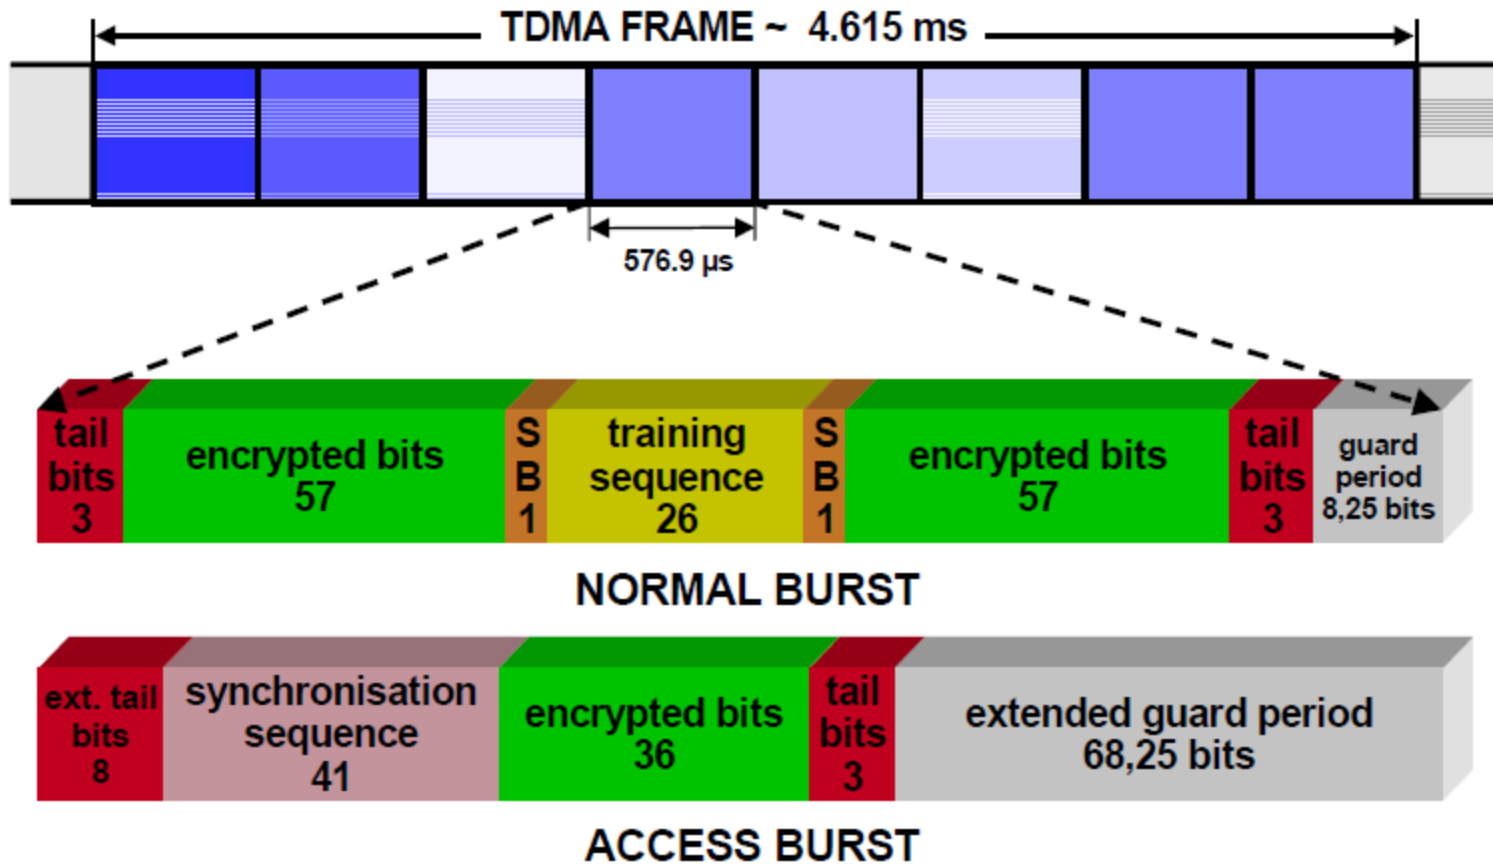 TDMA FRAME ~ 4.615 ms
576.9 µs
tail bits 3
encrypted bits 57
S B 1
training sequence 26
S B 1
encrypted bits 57
tail bits 3
guard period 8,25 bits
NORMAL BURST
ext. tail bits 8
synchronisation sequence 41
encrypted bits 36
tail bits 3
extended guard period 68,25 bits
ACCESS BURST